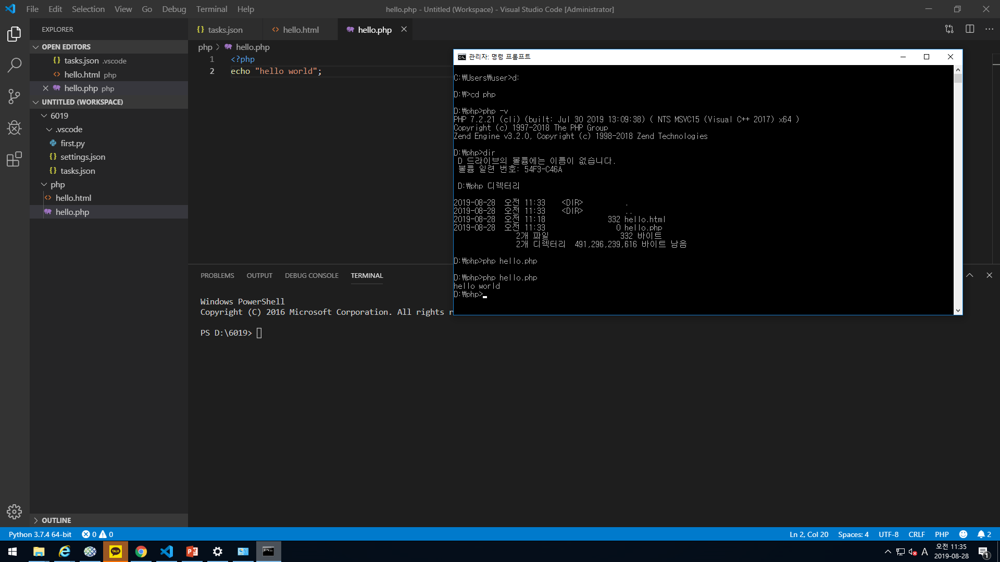 File Edit Selection View Go Debug Terminal Help
hello.php - Untitled (Workspace) - Visual Studio Code [Administrator]
EXPLORER
OPEN EDITORS
tasks.json .vscode
hello.html php
hello.php php
UNTITLED (WORKSPACE)
6019
.vscode
first.py
settings.json
tasks.json
php
hello.html
hello.php
OUTLINE
tasks.json hello.html hello.php
php > hello.php
1 <?php
2 echo "hello world";
관리자: 명령 프롬프트
C:₩Users₩user>d:
D:₩>cd php
D:₩php>php -v
PHP 7.2.21 (cli) (built: Jul 30 2019 13:09:38) ( NTS MSVC15 (Visual C++ 2017) x64 )
Copyright (c) 1997-2018 The PHP Group
Zend Engine v3.2.0, Copyright (c) 1998-2018 Zend Technologies
D:₩php>dir
D 드라이브의 볼륨에는 이름이 없습니다.
볼륨 일련 번호: 54F3-C46A
D:₩php 디렉터리
2019-08-28 오전 11:33 <DIR> .
2019-08-28 오전 11:33 <DIR> ..
2019-08-28 오전 11:18 332 hello.html
2019-08-28 오전 11:33 0 hello.php
2개 파일 332 바이트
2개 디렉터리 491,296,239,616 바이트 남음
D:₩php>php hello.php
D:₩php>php hello.php
hello world
D:₩php>
PROBLEMS OUTPUT DEBUG CONSOLE TERMINAL
Windows PowerShell
Copyright (C) 2016 Microsoft Corporation. All rights r
PS D:\6019>
Python 3.7.4 64-bit 0 0
Ln 2, Col 20 Spaces: 4 UTF-8 CRLF PHP 2
TALK
A 오전 11:35
2019-08-28
1